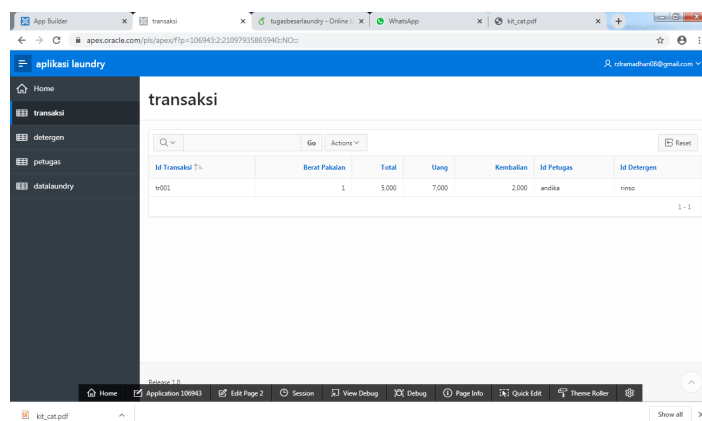 App Builder
transaksi
tugasbesarlaundry - Online L
WhatsApp
kit_cat.pdf
apex.oracle.com/pls/apex/f?p=106943:2:21097935865940::NO:::
aplikasi laundry
rdramadhan08@gmail.com
Home
transaksi
detergen
petugas
datalaundry
transaksi
Go Actions Reset
Id Transaksi Berat Pakaian Total Uang Kembalian Id Petugas Id Detergen
tr001 1 5,000 7,000 2,000 andika rinso
1 - 1
Release 1.0
Home Application 106943 Edit Page 2 Session View Debug Debug Page Info Quick Edit Theme Roller
kit_cat.pdf
Show all